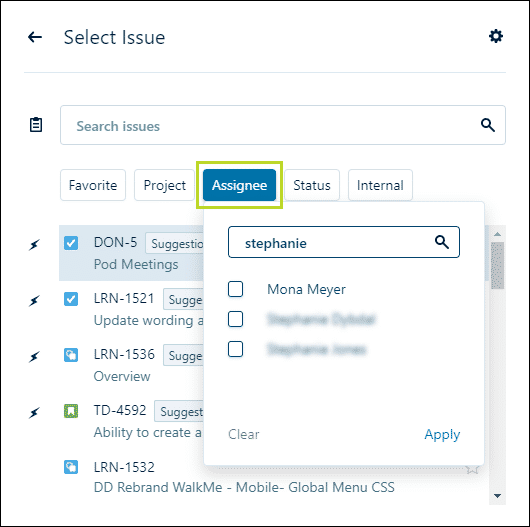 Select Issue
Search issues
Favorite Project Assignee Status Internal
DON-5 Suggestio
Pod Meetings
LRN-1521 Sugge
Update wording a
LRN-1536 Sugge
Overview
TD-4592 Suggest
Ability to create a
LRN-1532
DD Rebrand WalkMe - Mobile- Global Menu CSS
stephanie
Mona Meyer
Clear Apply